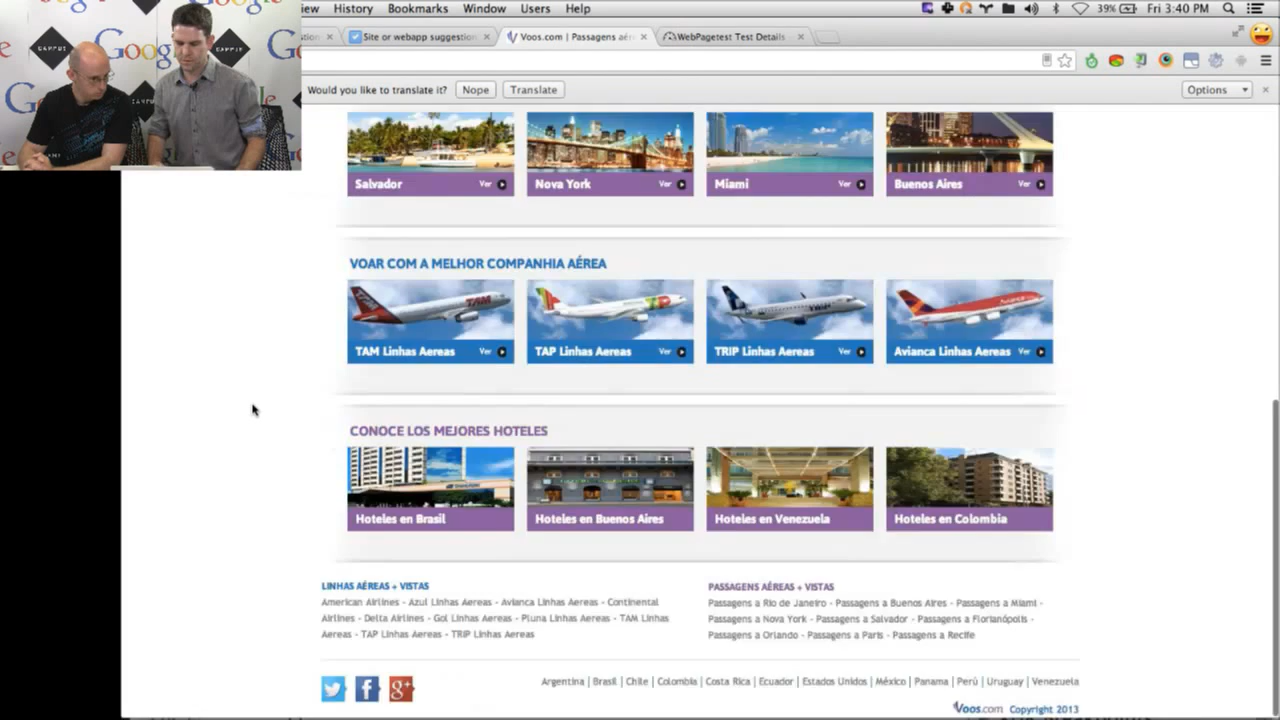 View History Bookmarks Window Users Help 39% Fri 3:40 PM
Site or webapp suggestion Voos.com | Passagens aér WebPagetest Test Details
Would you like to translate it? Nope Translate Options
Google
CAMPUS
Salvador Ver Nova York Ver Miami Ver Buenos Aires Ver
VOAR COM A MELHOR COMPANHIA AÉREA
TAM Linhas Aereas Ver TAP Linhas Aereas Ver TRIP Linhas Aereas Ver Avianca Linhas Aereas Ver
CONOCE LOS MEJORES HOTELES
Hoteles en Brasil Hoteles en Buenos Aires Hoteles en Venezuela Hoteles en Colombia
LINHAS AÉREAS + VISTAS
American Airlines - Azul Linhas Aereas - Avianca Linhas Aereas - Continental
Airlines - Delta Airlines - Gol Linhas Aereas - Pluna Linhas Aereas - TAM Linhas
Aereas - TAP Linhas Aereas - TRIP Linhas Aereas
PASSAGENS AÉREAS + VISTAS
Passagens a Rio de Janeiro - Passagens a Buenos Aires - Passagens a Miami -
Passagens a Nova York - Passagens a Salvador - Passagens a Florianópolis -
Passagens a Orlando - Passagens a Paris - Passagens a Recife
Argentina | Brasil | Chile | Colombia | Costa Rica | Ecuador | Estados Unidos | México | Panama | Perú | Uruguay | Venezuela
Voos.com Copyright 2013